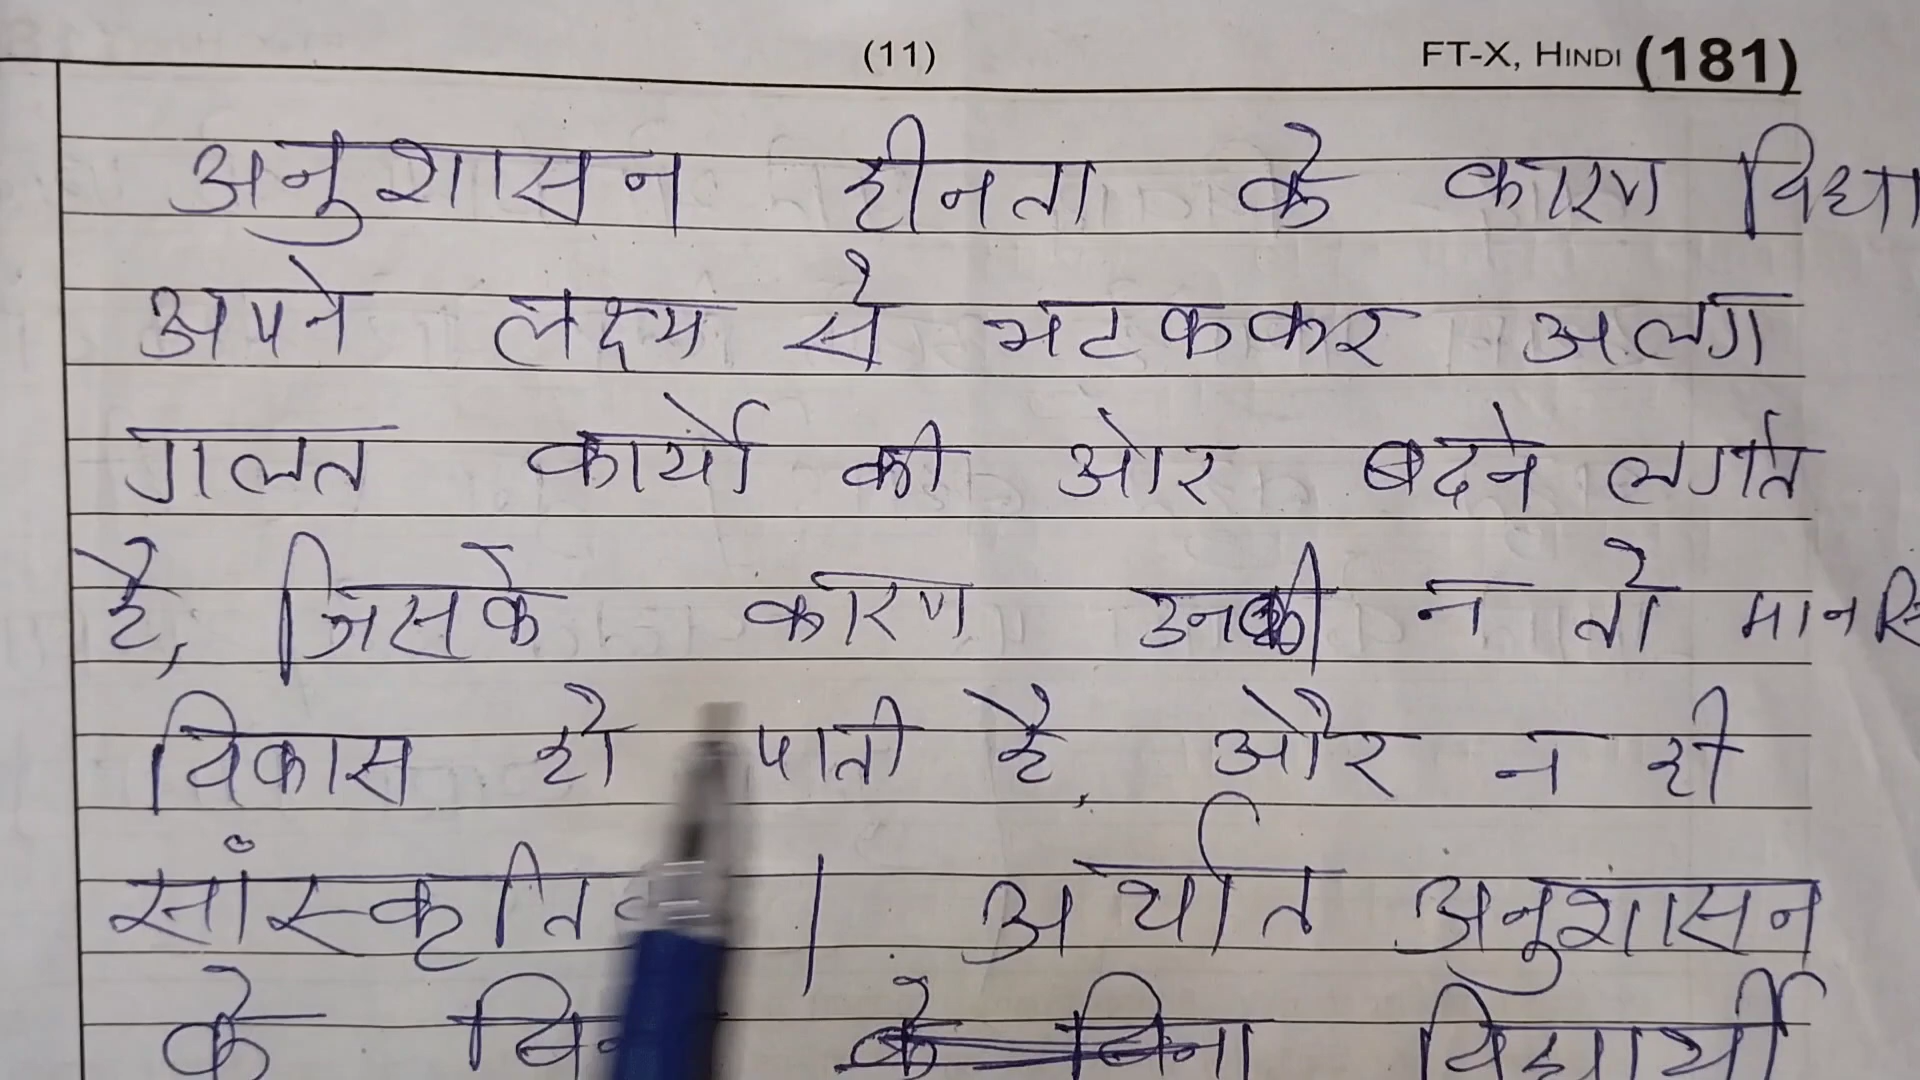 (11) FT-X, HINDI (181)
अनुशासन हीनता के कारण विद्या
अपने लक्ष्य से भटककर अलग
गलत कार्यो की ओर बढने लगते
है, जिसके कारण उनकी न तो मानसि
विकास हो पाती है, और न ही
सांस्कृतिक | अर्थात अनुशासन
के बिना के बिना विद्यार्थी